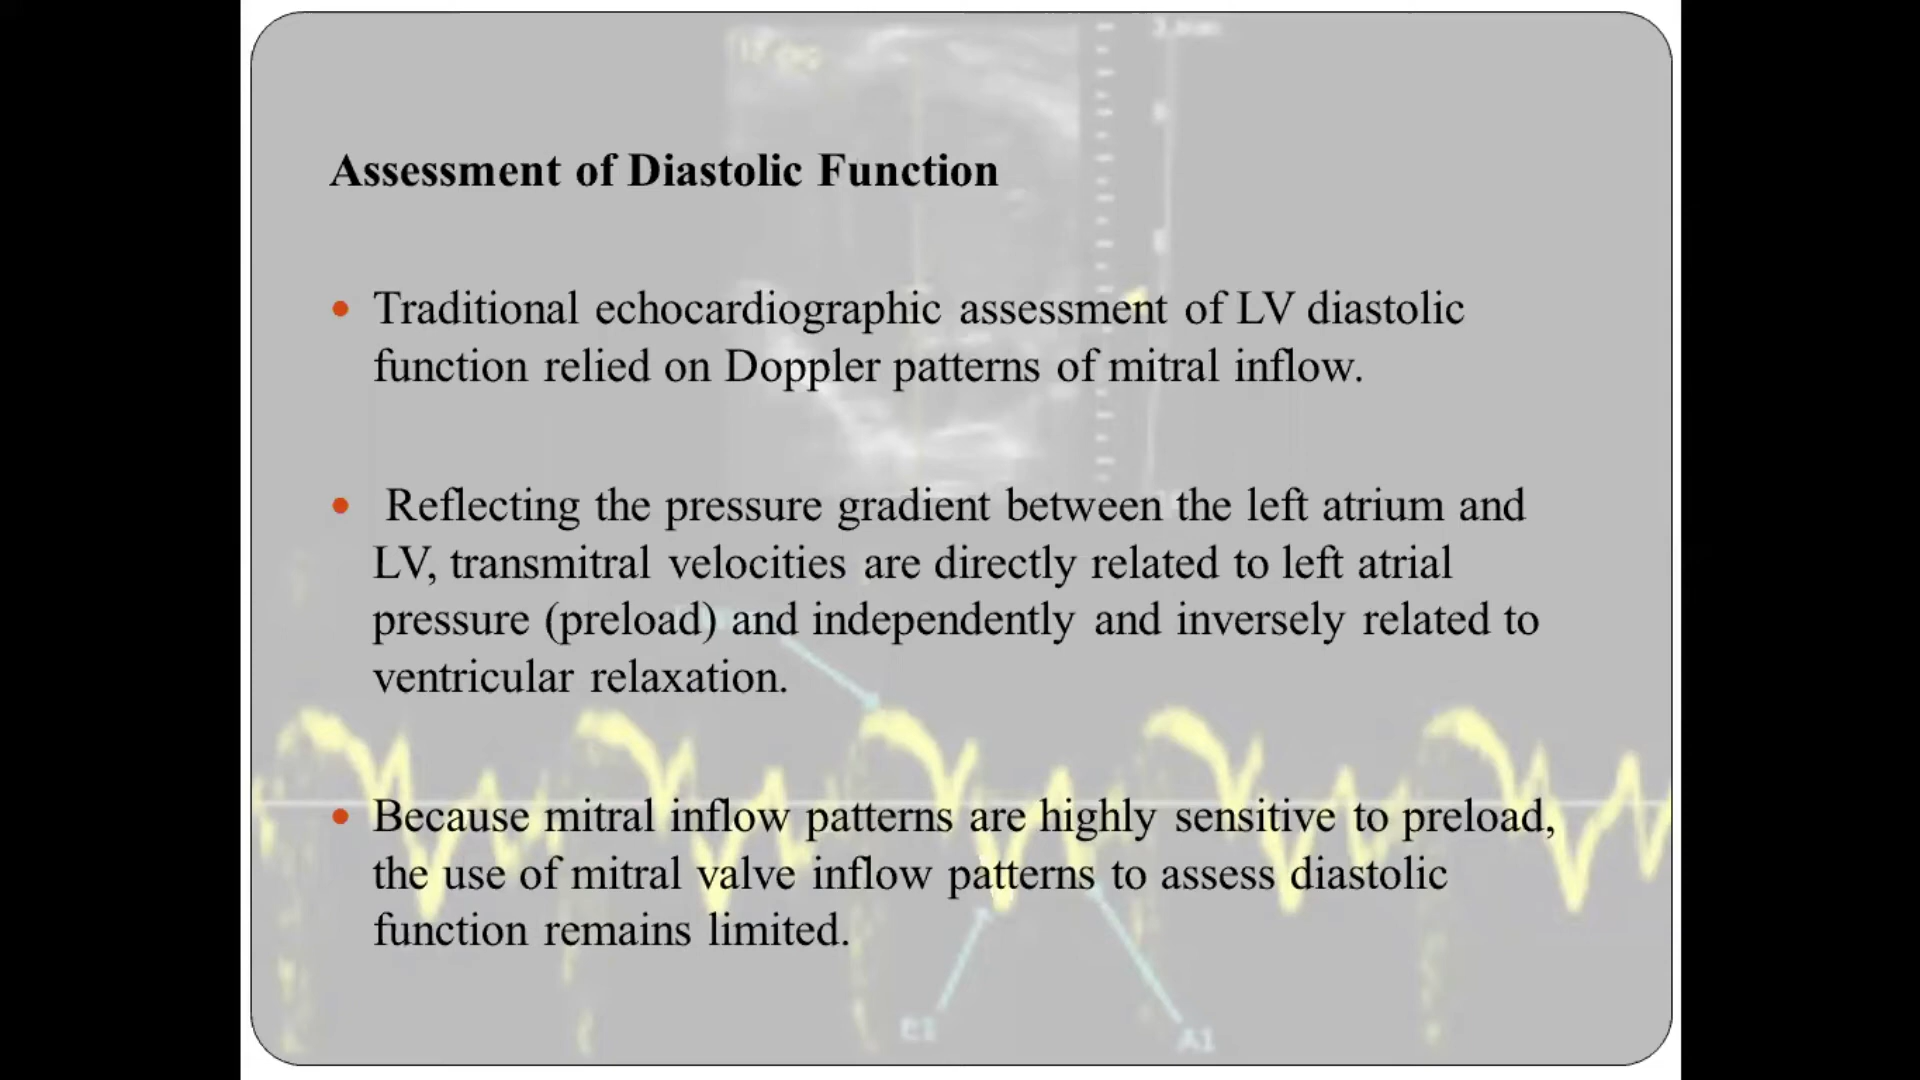 Assessment of Diastolic Function
• Traditional echocardiographic assessment of LV diastolic
function relied on Doppler patterns of mitral inflow.
• Reflecting the pressure gradient between the left atrium and
LV, transmitral velocities are directly related to left atrial
pressure (preload) and independently and inversely related to
ventricular relaxation.
• Because mitral inflow patterns are highly sensitive to preload,
the use of mitral valve inflow patterns to assess diastolic
function remains limited.
E1
A1